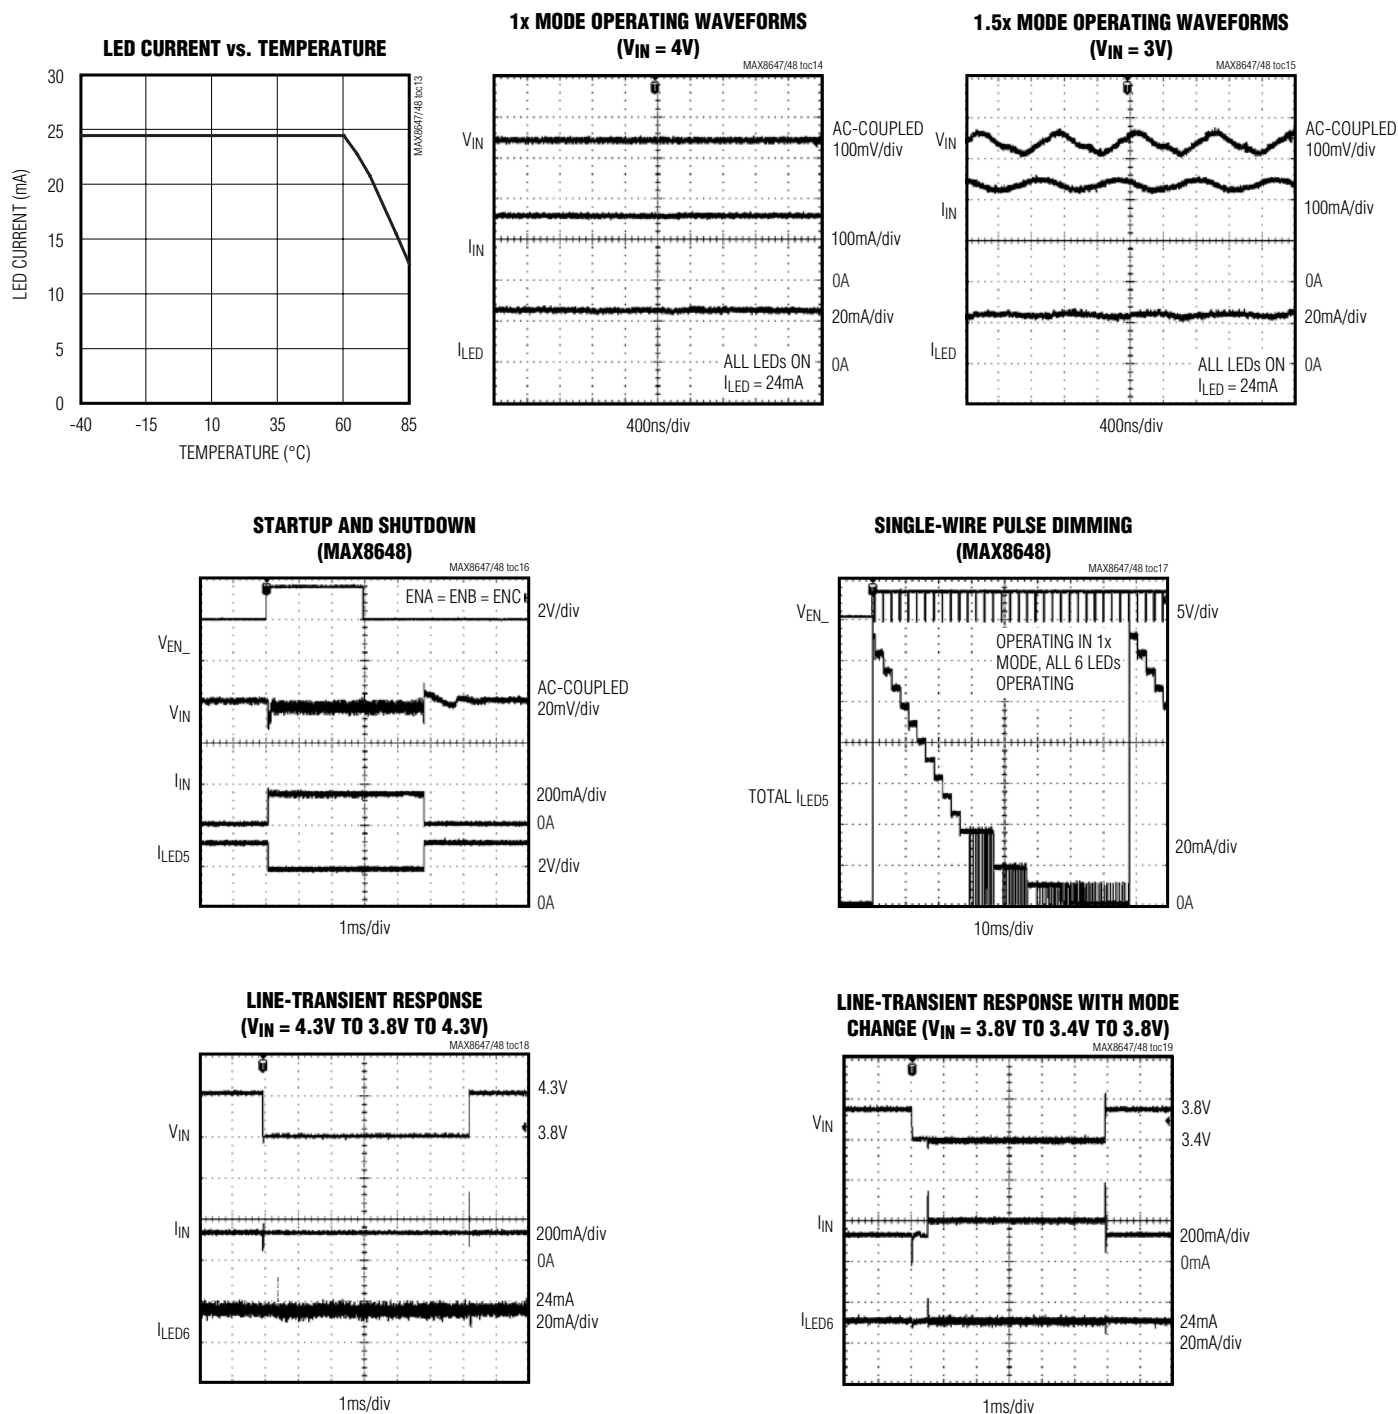 LED CURRENT vs. TEMPERATURE
MAX8647/48 toc13
30
25
20
15
10
5
0
LED CURRENT (mA)
-40 -15 10 35 60 85
TEMPERATURE (°C)
1x MODE OPERATING WAVEFORMS
(VIN = 4V)
MAX8647/48 toc14
VIN
AC-COUPLED
100mV/div
IIN
100mA/div
0A
20mA/div
ILED
ALL LEDs ON
ILED = 24mA
0A
400ns/div
1.5x MODE OPERATING WAVEFORMS
(VIN = 3V)
MAX8647/48 toc15
VIN
AC-COUPLED
100mV/div
IIN
100mA/div
0A
20mA/div
ILED
ALL LEDs ON
ILED = 24mA
0A
400ns/div
STARTUP AND SHUTDOWN
(MAX8648)
MAX8647/48 toc16
ENA = ENB = ENC
2V/div
VEN_
AC-COUPLED
20mV/div
VIN
IIN
200mA/div
0A
ILED5
2V/div
0A
1ms/div
SINGLE-WIRE PULSE DIMMING
(MAX8648)
MAX8647/48 toc17
VEN_
5V/div
OPERATING IN 1x
MODE, ALL 6 LEDs
OPERATING
TOTAL ILED5
20mA/div
0A
10ms/div
LINE-TRANSIENT RESPONSE
(VIN = 4.3V TO 3.8V TO 4.3V)
MAX8647/48 toc18
4.3V
VIN
3.8V
IIN
200mA/div
0A
24mA
20mA/div
ILED6
1ms/div
LINE-TRANSIENT RESPONSE WITH MODE
CHANGE (VIN = 3.8V TO 3.4V TO 3.8V)
MAX8647/48 toc19
3.8V
VIN
3.4V
IIN
200mA/div
0mA
ILED6
24mA
20mA/div
1ms/div